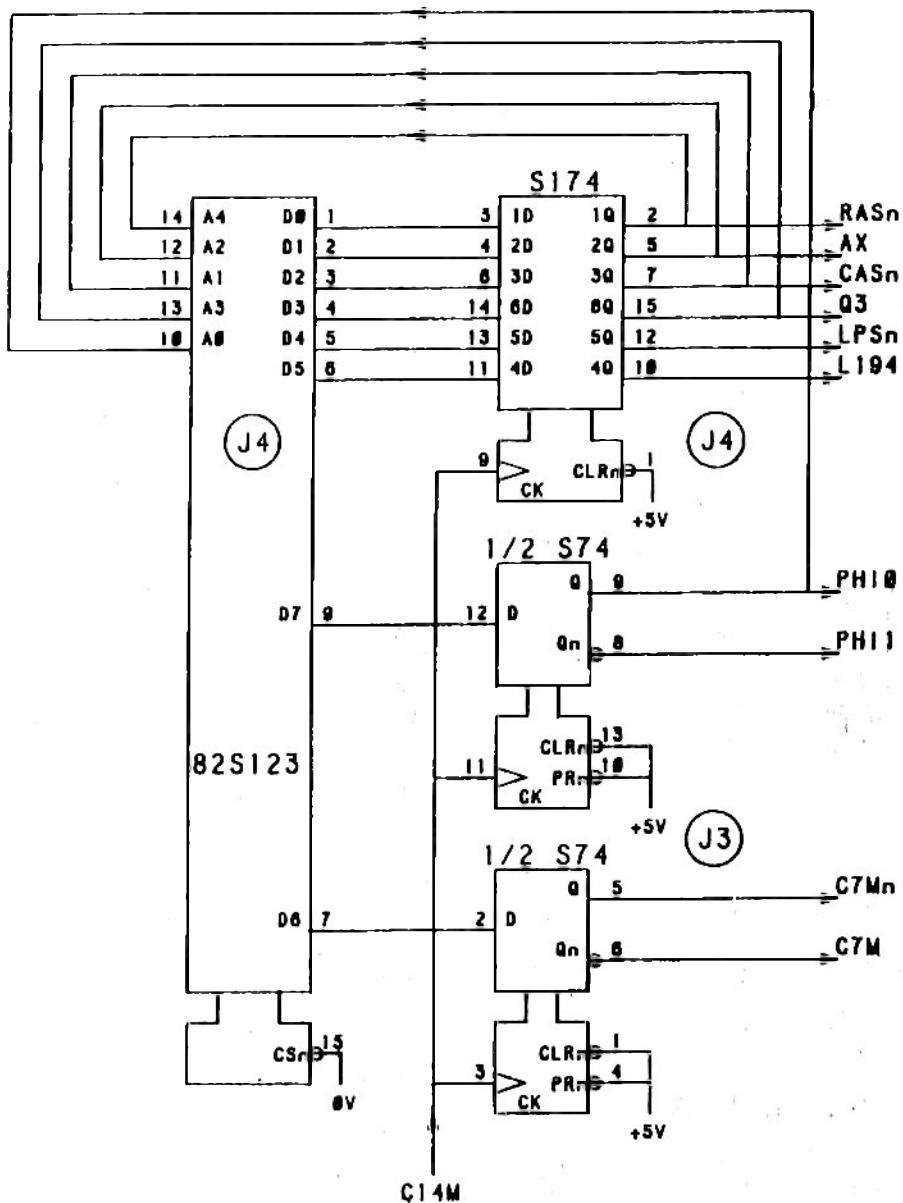 S174
14 A4 D0 1 3 1D 1Q 2 RASn
12 A2 D1 2 4 2D 2Q 5 AX
11 A1 D2 3 6 3D 3Q 7 CASn
13 A3 D3 4 14 6D 6Q 15 Q3
10 A0 D4 5 13 5D 5Q 12 LPSn
D5 6 11 4D 4Q 10 L194
J4 J4
9 CK CLRn 1
+5V
1/2 S74
Q 9 PHI0
D7 9 12 D
Qn 8 PHI1
82S123
CLRn 13
11 CK PRn 10
+5V
J3
1/2 S74
Q 5 C7Mn
D6 7 2 D
Qn 6 C7M
CSn 15
0V
CLRn 1
3 CK PRn 4
+5V
C14M